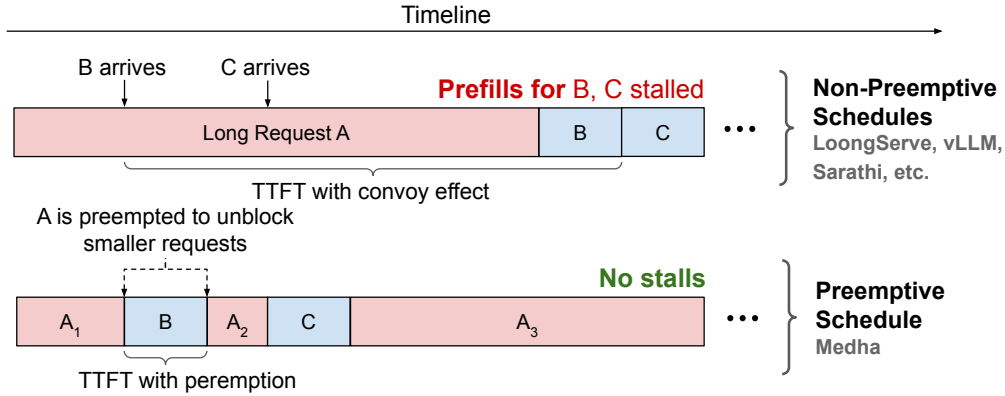 Timeline
B arrives
C arrives
Prefills for B, C stalled
Long Request A
B
C
...
Non-Preemptive
Schedules
LoongServe, vLLM,
Sarathi, etc.
TTFT with convoy effect
A is preempted to unblock
smaller requests
No stalls
A1
B
A2
C
A3
...
Preemptive
Schedule
Medha
TTFT with peremption